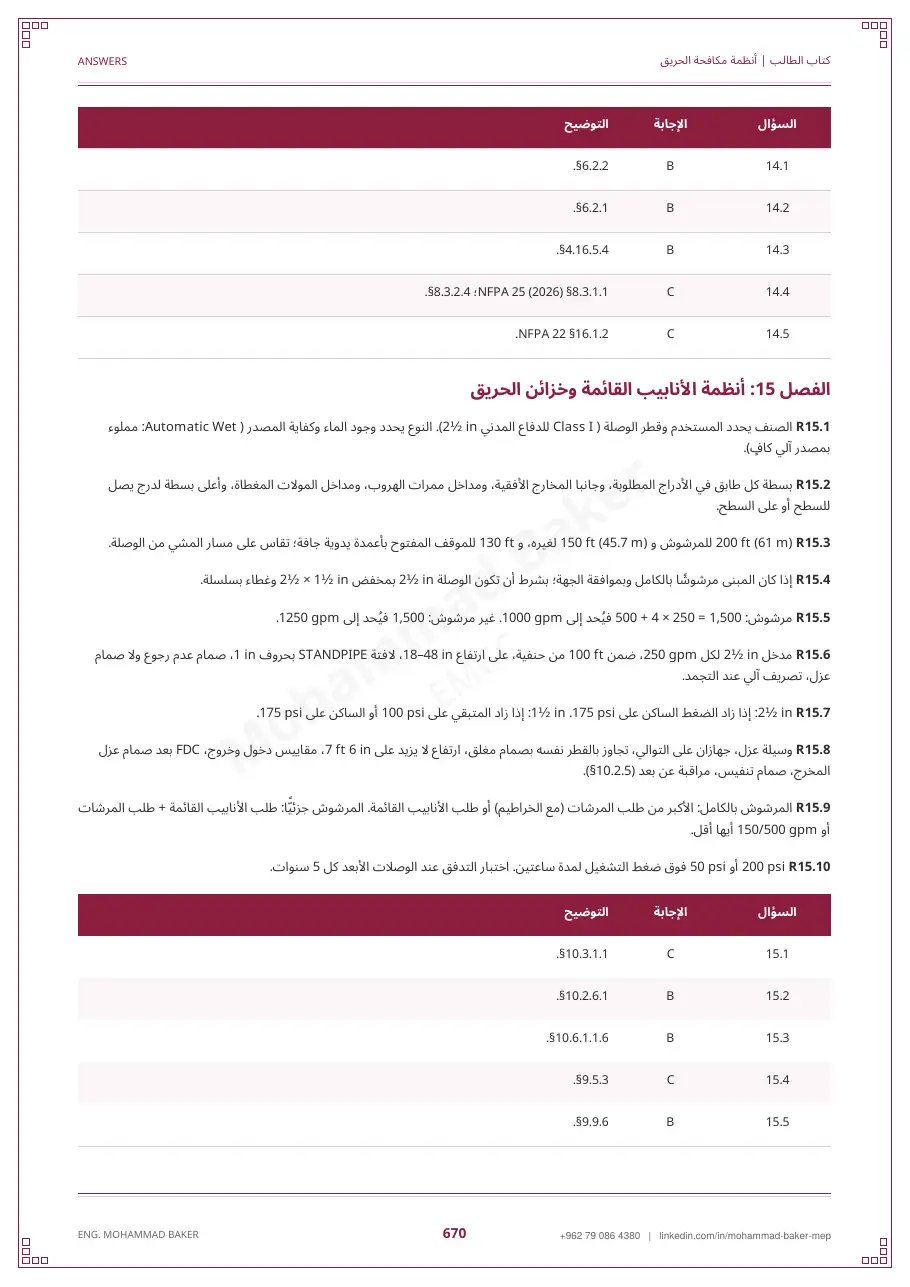 كتاب الطالب | أنظمة مكافحة الحريق
ANSWERS
السؤال الإجابة التوضيح
14.1 B §6.2.2.
14.2 B §6.2.1.
14.3 B §4.16.5.4.
14.4 C NFPA 25 (2026) §8.3.1.1؛ §8.3.2.4.
14.5 C NFPA 22 §16.1.2.
الفصل 15: أنظمة الأنابيب القائمة وخزائن الحريق
R15.1 الصنف يحدد المستخدم وقطر الوصلة ( Class I للدفاع المدني 2½ in). النوع يحدد وجود الماء وكفاية المصدر ( Automatic Wet: مملوء
بمصدر آلي كافٍ).
R15.2 بسطة كل طابق في الأدراج المطلوبة، وجانبا المخارج الأفقية، ومداخل ممرات الهروب، ومداخل المولات المغطاة، وأعلى بسطة لدرج يصل
للسطح أو على السطح.
R15.3 200 ft (61 m) للمرشوش و 150 ft (45.7 m) لغيره، و 130 ft للموقف المفتوح بأعمدة يدوية جافة؛ تقاس على مسار المشي من الوصلة.
R15.4 إذا كان المبنى مرشوشًا بالكامل وبموافقة الجهة؛ بشرط أن تكون الوصلة 2½ in بمخفض 2½ × 1½ in وغطاء بسلسلة.
R15.5 مرشوش: 500 + 4 × 250 = 1,500 فيُحد إلى 1000 gpm. غير مرشوش: 1,500 فيُحد إلى 1250 gpm.
R15.6 مدخل 2½ in لكل 250 gpm، ضمن 100 ft من حنفية، على ارتفاع 18–48 in، لافتة STANDPIPE بحروف 1 in، صمام عدم رجوع ولا صمام
عزل، تصريف آلي عند التجمد.
R15.7 2½ in: إذا زاد الضغط الساكن على 175 psi. 1½ in: إذا زاد المتبقي على 100 psi أو الساكن على 175 psi.
R15.8 وسيلة عزل، جهازان على التوالي، تجاوز بالقطر نفسه بصمام مغلق، ارتفاع لا يزيد على 7 ft 6 in، مقاييس دخول وخروج، FDC بعد صمام عزل
المخرج، صمام تنفيس، مراقبة عن بعد (§10.2.5).
R15.9 المرشوش بالكامل: الأكبر من طلب المرشات (مع الخراطيم) أو طلب الأنابيب القائمة. المرشوش جزئيًّا: طلب الأنابيب القائمة + طلب المرشات
أو 150/500 gpm أيها أقل.
R15.10 200 psi أو 50 psi فوق ضغط التشغيل لمدة ساعتين. اختبار التدفق عند الوصلات الأبعد كل 5 سنوات.
السؤال الإجابة التوضيح
15.1 C §10.3.1.1.
15.2 B §10.2.6.1.
15.3 B §10.6.1.1.6.
15.4 C §9.5.3.
15.5 B §9.9.6.
Mohammad Baker
ENG. MOHAMMAD BAKER
670
+962 79 086 4380 | linkedin.com/in/mohammad-baker-mep